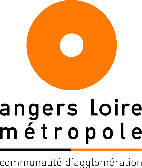 angers Loire
métropole
communauté d'agglomération